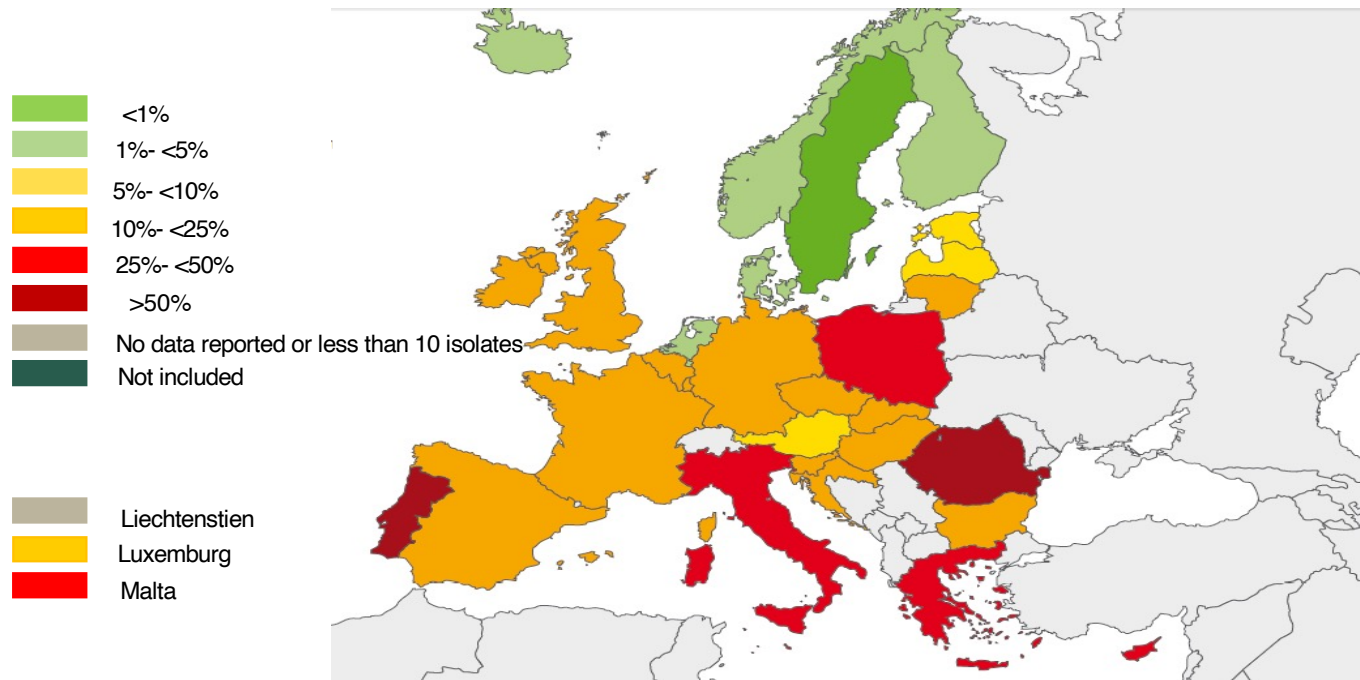 <1%
1%- <5%
5%- <10%
10%- <25%
25%- <50%
>50%
No data reported or less than 10 isolates
Not included
Liechtenstien
Luxemburg
Malta